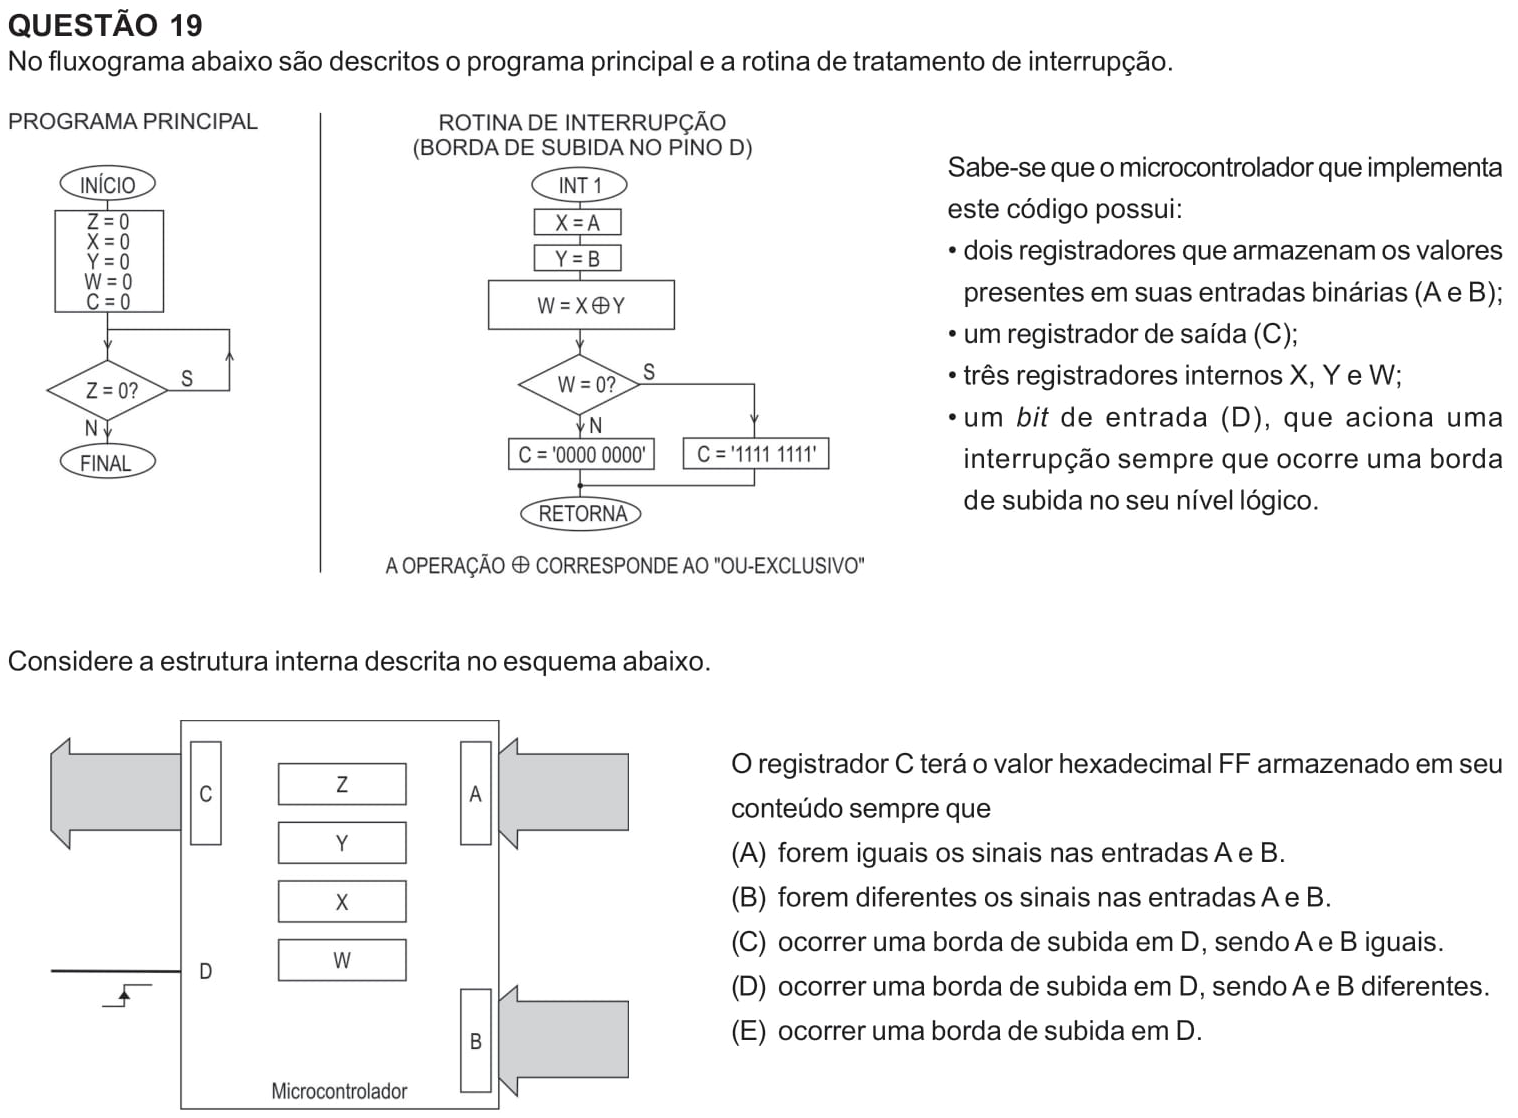 QUESTÃO 19
No fluxograma abaixo são descritos o programa principal e a rotina de tratamento de interrupção.
PROGRAMA PRINCIPAL
INÍCIO
Z = 0
X = 0
Y = 0
W = 0
C = 0
Z = 0?
S
N
FINAL
ROTINA DE INTERRUPÇÃO
(BORDA DE SUBIDA NO PINO D)
INT 1
X = A
Y = B
W = X ⊕ Y
W = 0?
S
N
C = '0000 0000'
C = '1111 1111'
RETORNA
A OPERAÇÃO ⊕ CORRESPONDE AO "OU-EXCLUSIVO"
Sabe-se que o microcontrolador que implementa
este código possui:
• dois registradores que armazenam os valores
presentes em suas entradas binárias (A e B);
• um registrador de saída (C);
• três registradores internos X, Y e W;
• um bit de entrada (D), que aciona uma
interrupção sempre que ocorre uma borda
de subida no seu nível lógico.
Considere a estrutura interna descrita no esquema abaixo.
C
Z
Y
X
W
A
D
B
Microcontrolador
O registrador C terá o valor hexadecimal FF armazenado em seu
conteúdo sempre que
(A) forem iguais os sinais nas entradas A e B.
(B) forem diferentes os sinais nas entradas A e B.
(C) ocorrer uma borda de subida em D, sendo A e B iguais.
(D) ocorrer uma borda de subida em D, sendo A e B diferentes.
(E) ocorrer uma borda de subida em D.